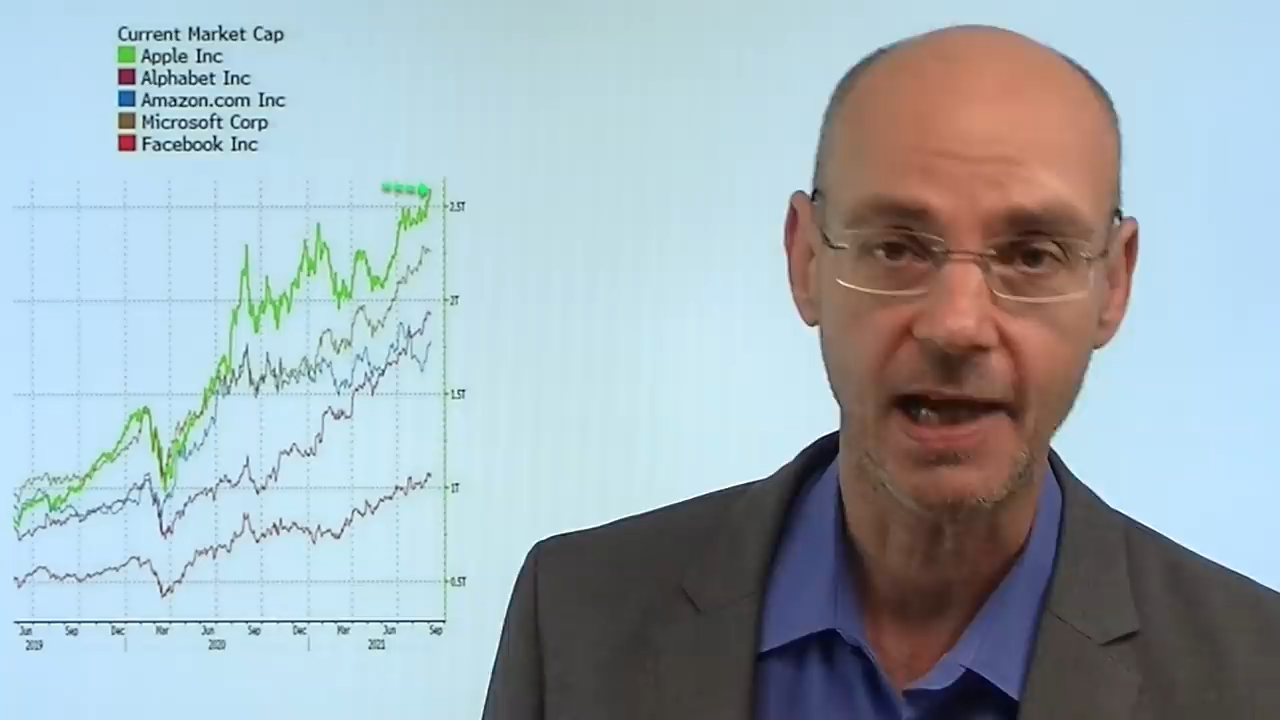 Current Market Cap
Apple Inc
Alphabet Inc
Amazon.com Inc
Microsoft Corp
Facebook Inc
2.5T
2T
1.5T
1T
0.5T
Jun Sep Dec Mar Jun Sep Dec Mar Jun Sep
2019 2020 2021